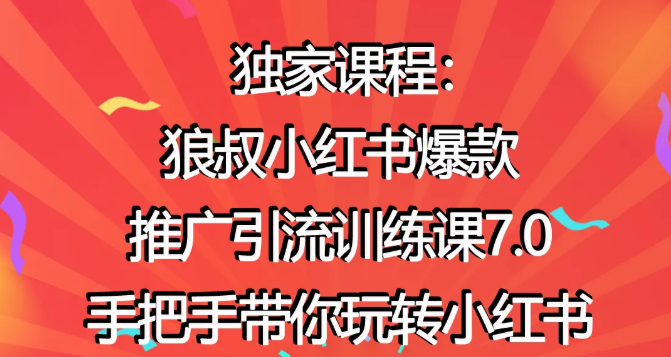 独家课程：
狼叔小红书爆款
推广引流训练课7.0
手把手带你玩转小红书